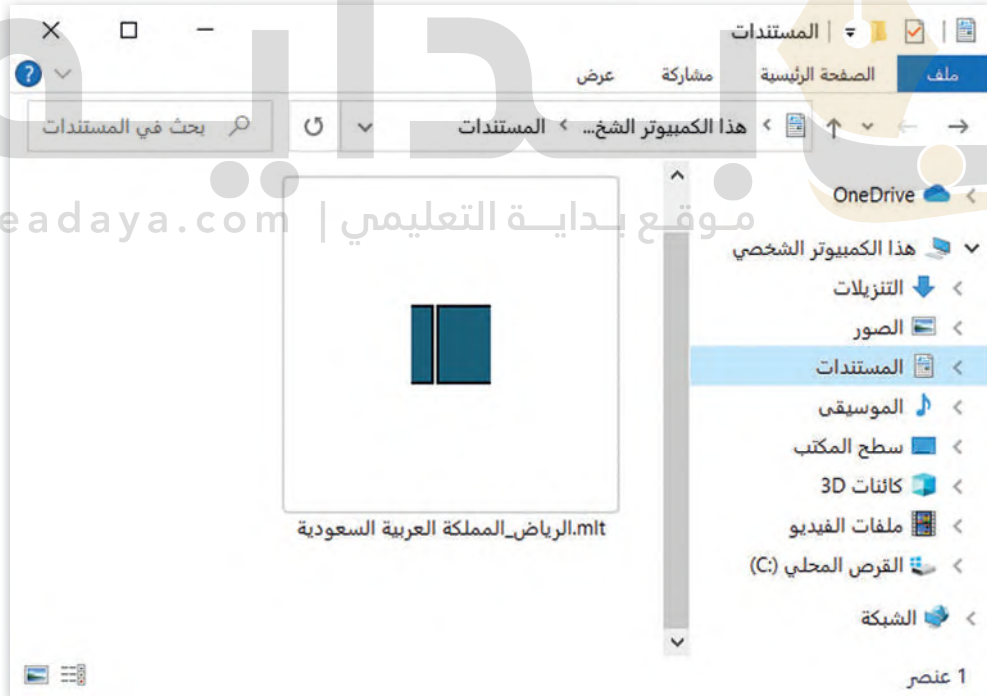 المستندات
ملف
الصفحة الرئيسية
مشاركة
عرض
هذا الكمبيوتر الشخ... المستندات
بحث في المستندات
OneDrive
هذا الكمبيوتر الشخصي
التنزيلات
الصور
المستندات
الموسيقى
سطح المكتب
كائنات 3D
ملفات الفيديو
القرص المحلي (C:)
الشبكة
الرياض_المملكة العربية السعودية.mlt
1 عنصر
بداية
موقع بدايـة التعليمي | eadaya.com